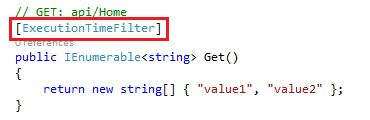 // GET: api/Home
[ExecutionTimeFilter]
0 references
public IEnumerable<string> Get()
{
return new string[] { "value1", "value2" };
}